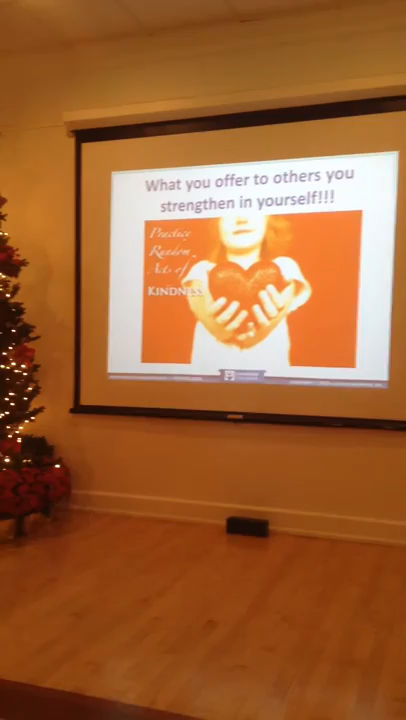 What you offer to others you
strengthen in yourself!!!
Practice
Random
Acts of
KINDNESS